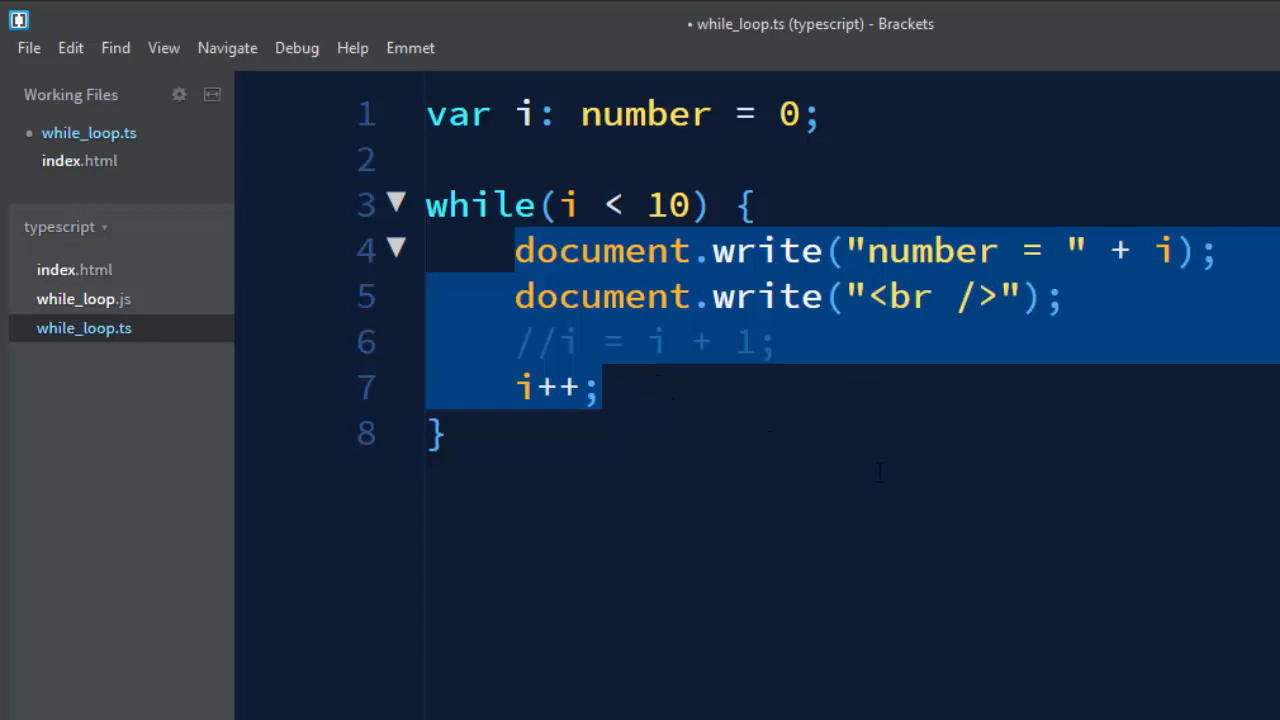 • while_loop.ts (typescript) - Brackets
File Edit Find View Navigate Debug Help Emmet
Working Files
while_loop.ts
index.html
typescript
index.html
while_loop.js
while_loop.ts
1 var i: number = 0;
2
3 while(i < 10) {
4 document.write("number = " + i);
5 document.write("<br />");
6 //i = i + 1;
7 i++;
8 }